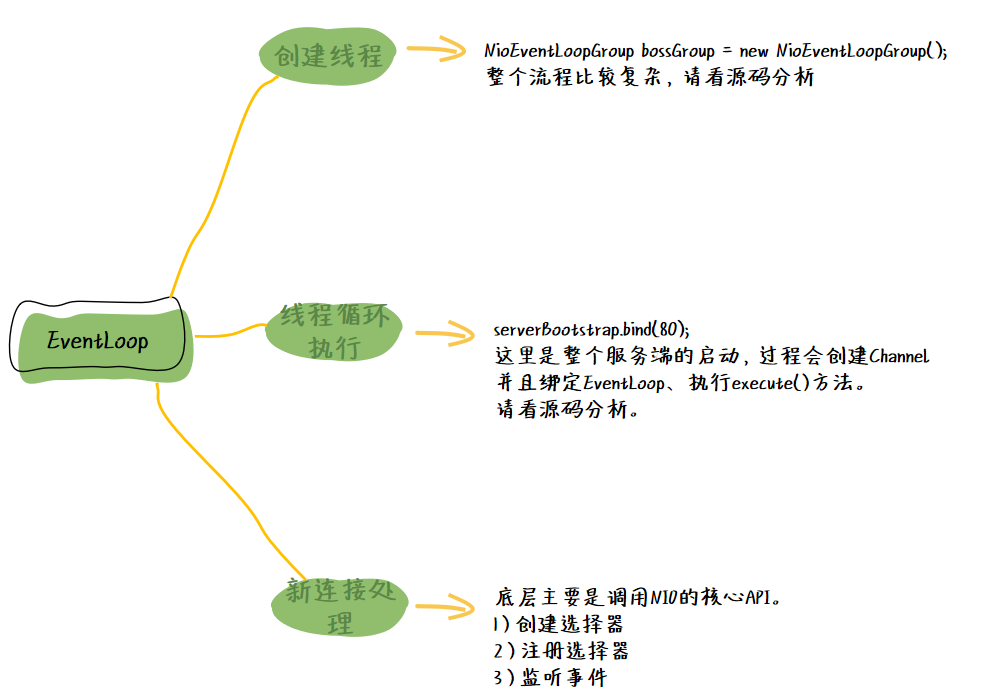 创建线程
NioEventLoopGroup bossGroup = new NioEventLoopGroup();
整个流程比较复杂，请看源码分析
EventLoop
线程循环
执行
serverBootstrap.bind(80);
这里是整个服务端的启动，过程会创建Channel
并且绑定EventLoop、执行execute()方法。
请看源码分析。
新连接处
理
底层主要是调用NIO的核心API。
1）创建选择器
2）注册选择器
3）监听事件